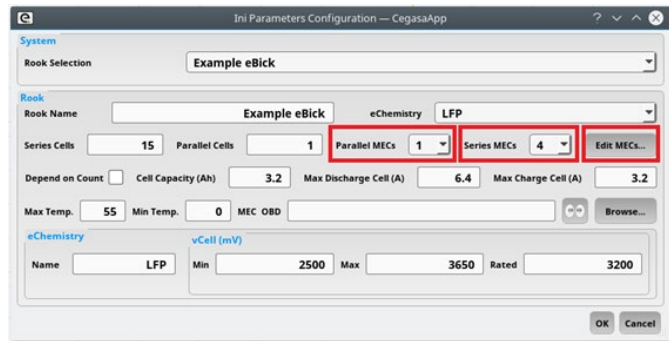 Ini Parameters Configuration — CegasaApp
System
Rook Selection Example eBick
Rook
Rook Name Example eBick eChemistry LFP
Series Cells 15 Parallel Cells 1 Parallel MECs 1 Series MECs 4 Edit MECs...
Depend on Count Cell Capacity (Ah) 3.2 Max Discharge Cell (A) 6.4 Max Charge Cell (A) 3.2
Max Temp. 55 Min Temp. 0 MEC OBD Browse...
eChemistry vCell (mV)
Name LFP Min 2500 Max 3650 Rated 3200
OK Cancel